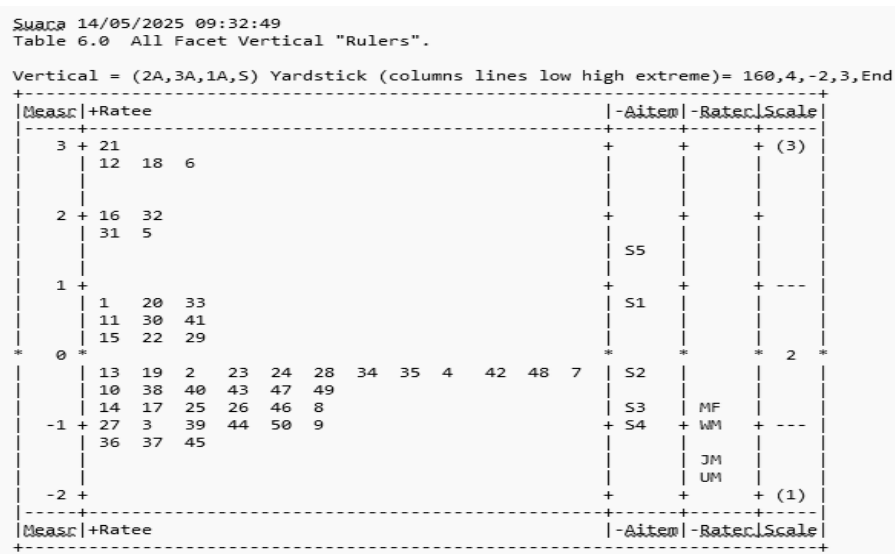 Suara 14/05/2025 09:32:49
Table 6.0  All Facet Vertical "Rulers".
Vertical = (2A,3A,1A,S) Yardstick (columns lines low high extreme)= 160,4,-2,3,End
+-----------------------------------------------------------------------------+
|Measr|+Ratee                                           |-Aitem|-Rater|Scale|
|-----+-------------------------------------------------+------+------+-----|
|   3 + 21                                              +      +      + (3) |
|     | 12  18  6                                       |      |      |     |
|     |                                                 |      |      |     |
|     |                                                 |      |      |     |
|   2 + 16  32                                          +      +      +     |
|     | 31  5                                           |      |      |     |
|     |                                                 | S5   |      |     |
|     |                                                 |      |      |     |
|   1 +                                                 +      +      + --- |
|     | 1   20  33                                      | S1   |      |     |
|     | 11  30  41                                      |      |      |     |
|     | 15  22  29                                      |      |      |     |
*   0 *                                                 *      *      *  2  *
|     | 13  19  2   23  24  28  34  35  4   42  48  7   | S2   |      |     |
|     | 10  38  40  43  47  49                          |      |      |     |
|     | 14  17  25  26  46  8                           | S3   | MF   |     |
|  -1 + 27  3   39  44  50  9                           + S4   + WM   + --- |
|     | 36  37  45                                      |      |      |     |
|     |                                                 |      | JM   |     |
|     |                                                 |      | UM   |     |
|  -2 +                                                 +      +      + (1) |
|-----+-------------------------------------------------+------+------+-----|
|Measr|+Ratee                                           |-Aitem|-Rater|Scale|
+-----------------------------------------------------------------------------+